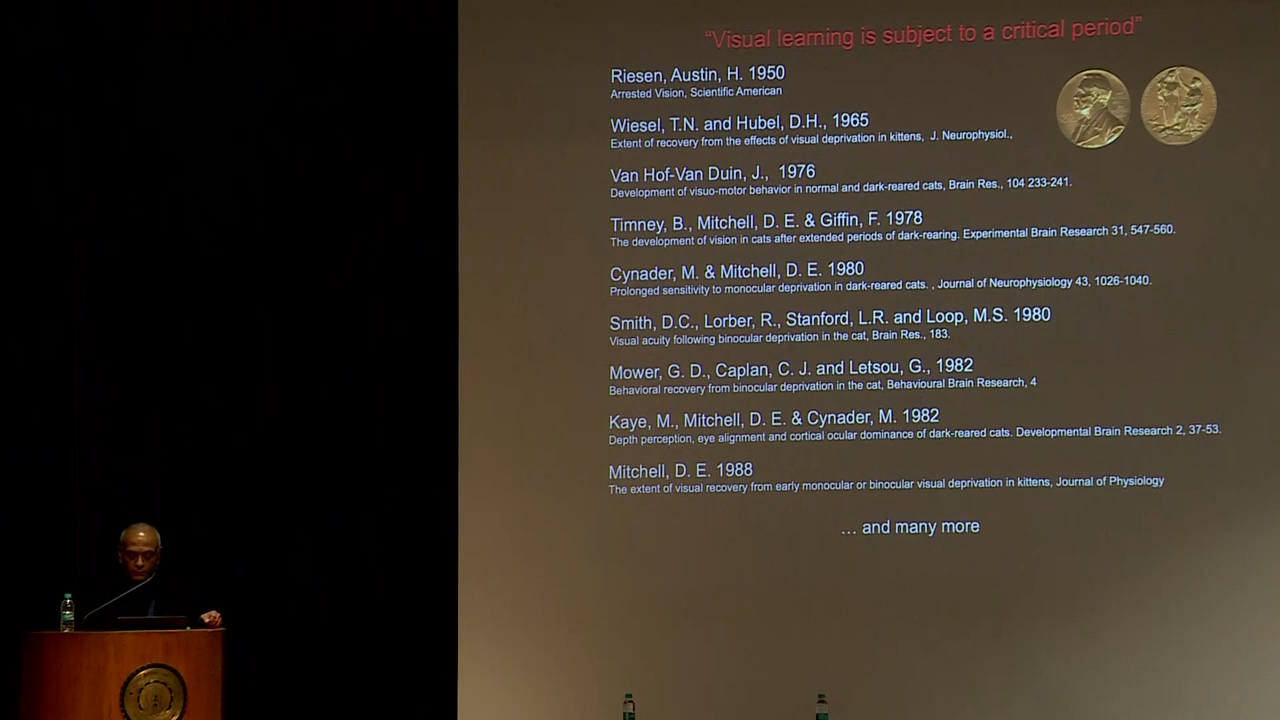 “Visual learning is subject to a critical period”
Riesen, Austin, H. 1950
Arrested Vision, Scientific American
Wiesel, T.N. and Hubel, D.H., 1965
Extent of recovery from the effects of visual deprivation in kittens, J. Neurophysiol.,
Van Hof-Van Duin, J., 1976
Development of visuo-motor behavior in normal and dark-reared cats, Brain Res., 104 233-241.
Timney, B., Mitchell, D. E. & Giffin, F. 1978
The development of vision in cats after extended periods of dark-rearing. Experimental Brain Research 31, 547-560.
Cynader, M. & Mitchell, D. E. 1980
Prolonged sensitivity to monocular deprivation in dark-reared cats. , Journal of Neurophysiology 43, 1026-1040.
Smith, D.C., Lorber, R., Stanford, L.R. and Loop, M.S. 1980
Visual acuity following binocular deprivation in the cat, Brain Res., 183.
Mower, G. D., Caplan, C. J. and Letsou, G., 1982
Behavioral recovery from binocular deprivation in the cat, Behavioural Brain Research, 4
Kaye, M., Mitchell, D. E. & Cynader, M. 1982
Depth perception, eye alignment and cortical ocular dominance of dark-reared cats. Developmental Brain Research 2, 37-53.
Mitchell, D. E. 1988
The extent of visual recovery from early monocular or binocular visual deprivation in kittens, Journal of Physiology
… and many more